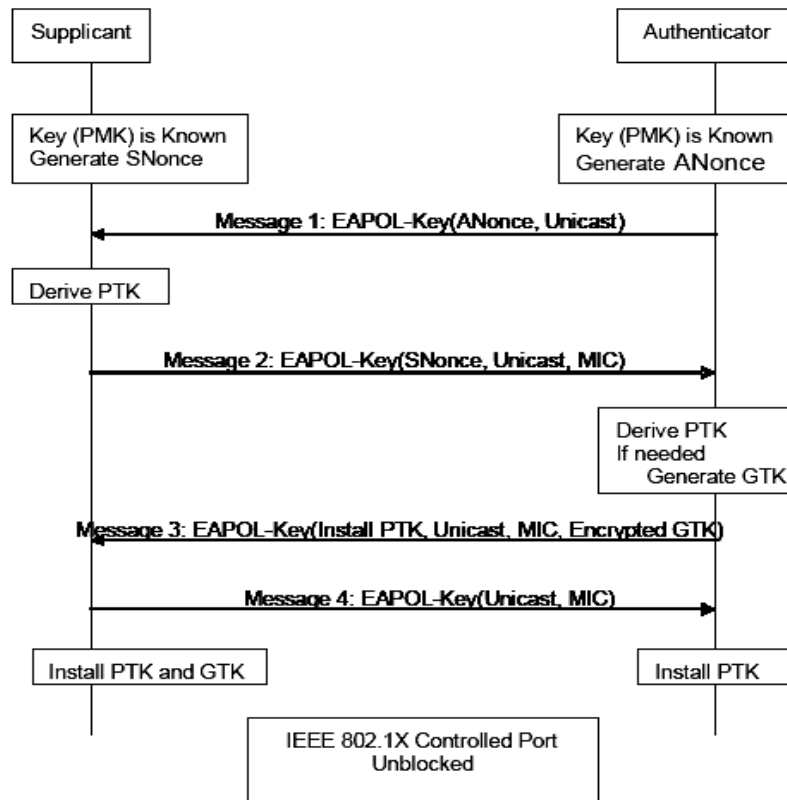 Supplicant
Authenticator
Key (PMK) is Known
Generate SNonce
Key (PMK) is Known
Generate ANonce
Message 1: EAPOL-Key(ANonce, Unicast)
Derive PTK
Message 2: EAPOL-Key(SNonce, Unicast, MIC)
Derive PTK
If needed
Generate GTK
Message 3: EAPOL-Key(Install PTK, Unicast, MIC, Encrypted GTK)
Message 4: EAPOL-Key(Unicast, MIC)
Install PTK and GTK
Install PTK
IEEE 802.1X Controlled Port
Unblocked